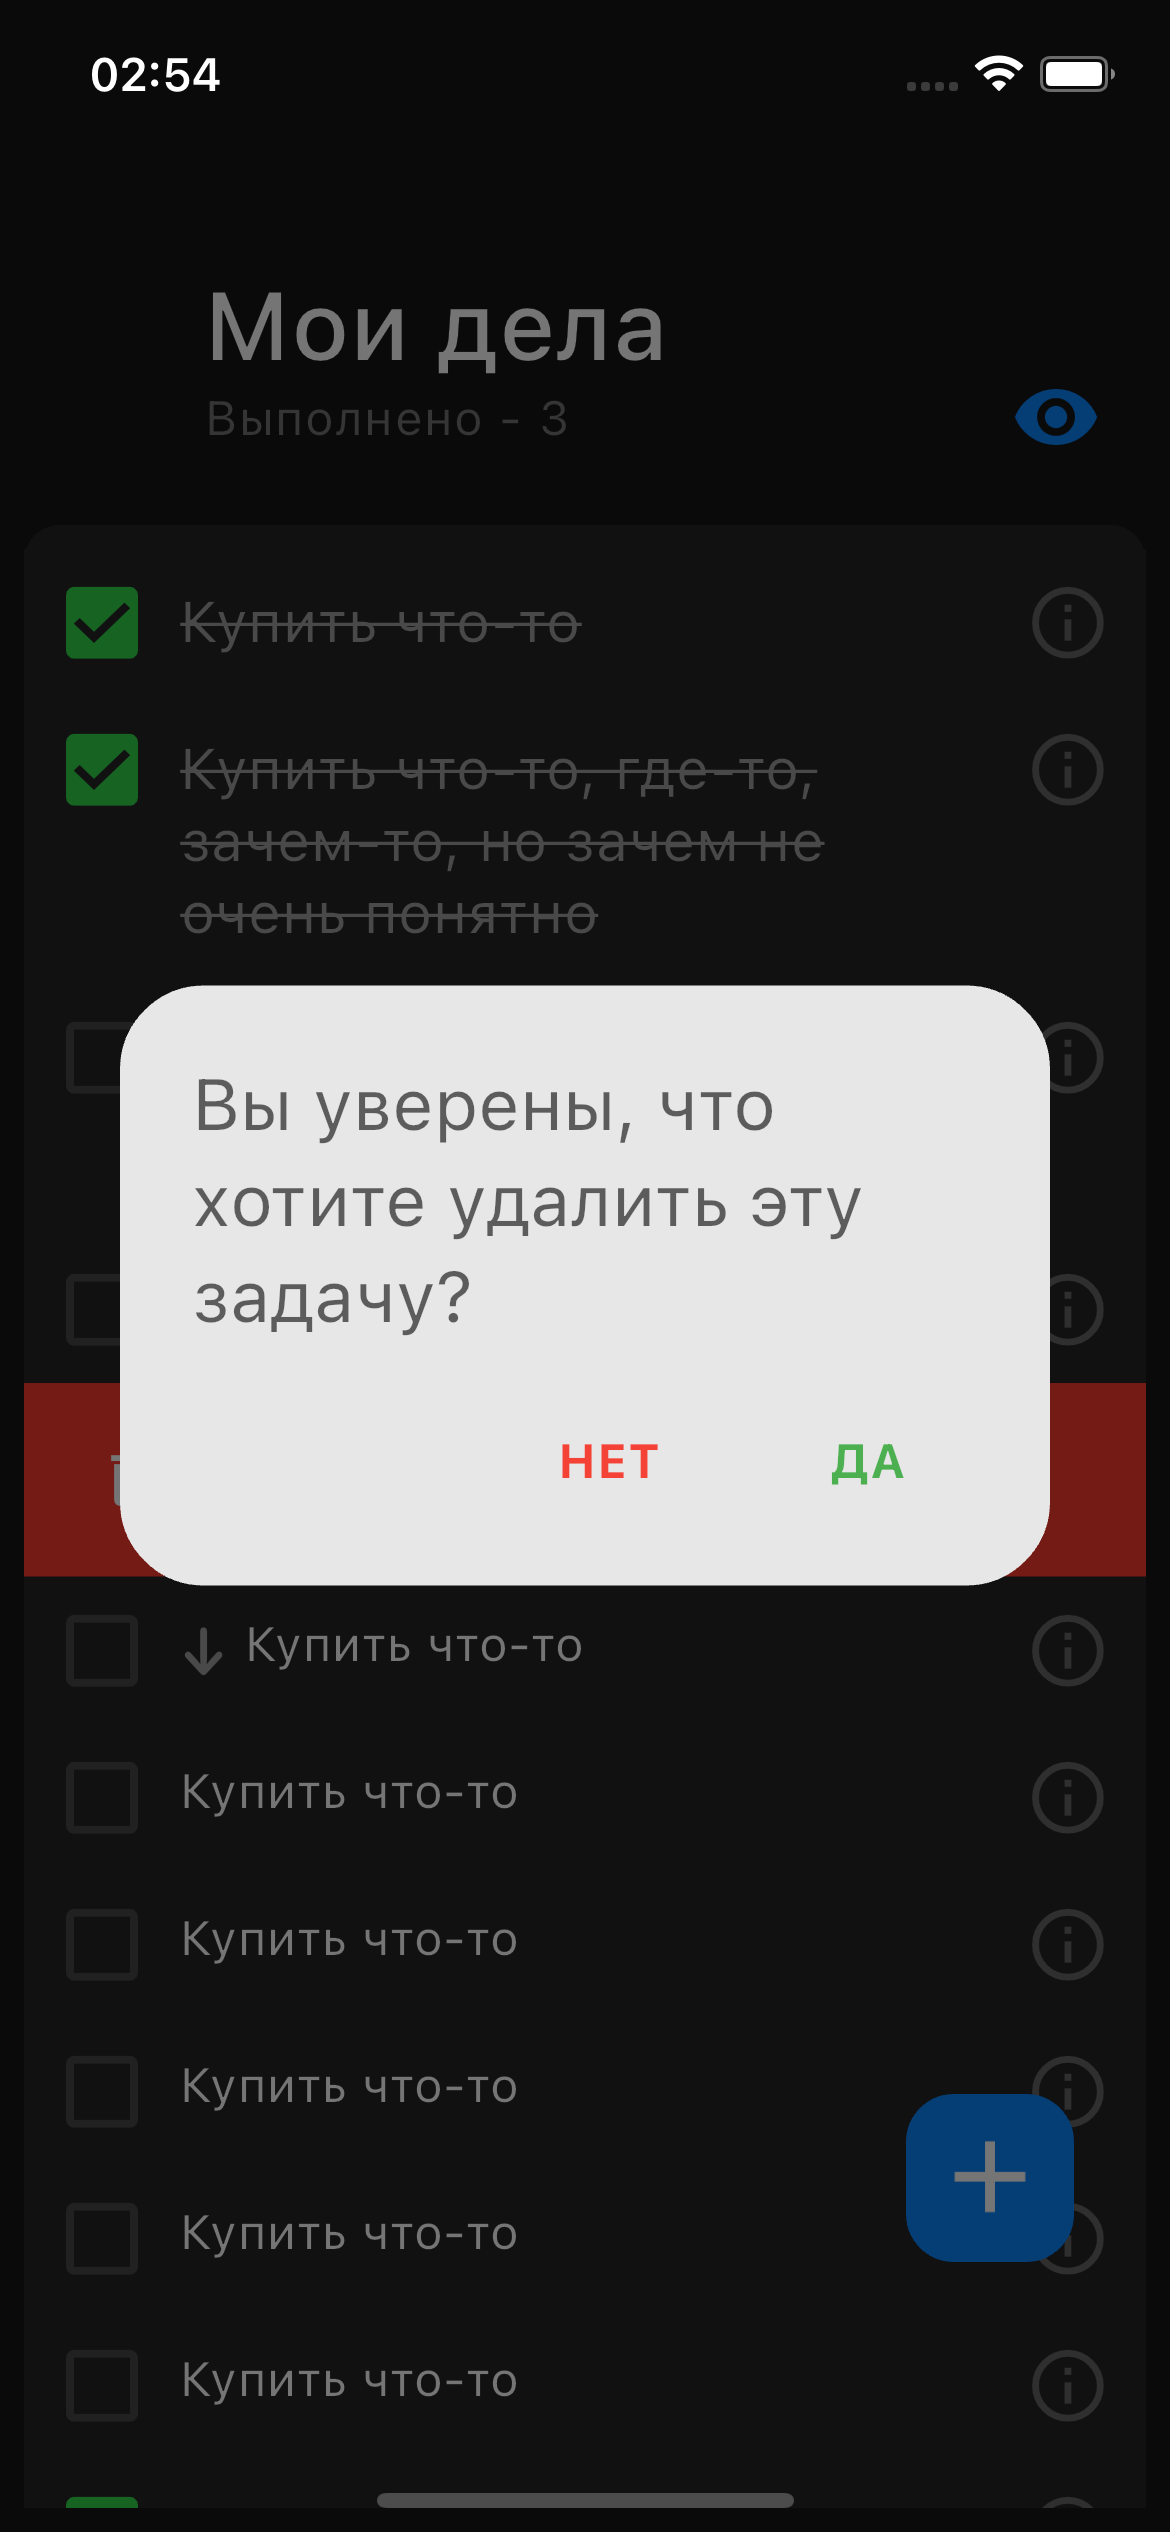 02:54
Мои дела
Выполнено - 3
Купить что-то
Купить что-то, где-то,
зачем-то, но зачем не
очень понятно
Вы уверены, что
хотите удалить эту
задачу?
НЕТ
ДА
Купить что-то
Купить что-то
Купить что-то
Купить что-то
Купить что-то
Купить что-то